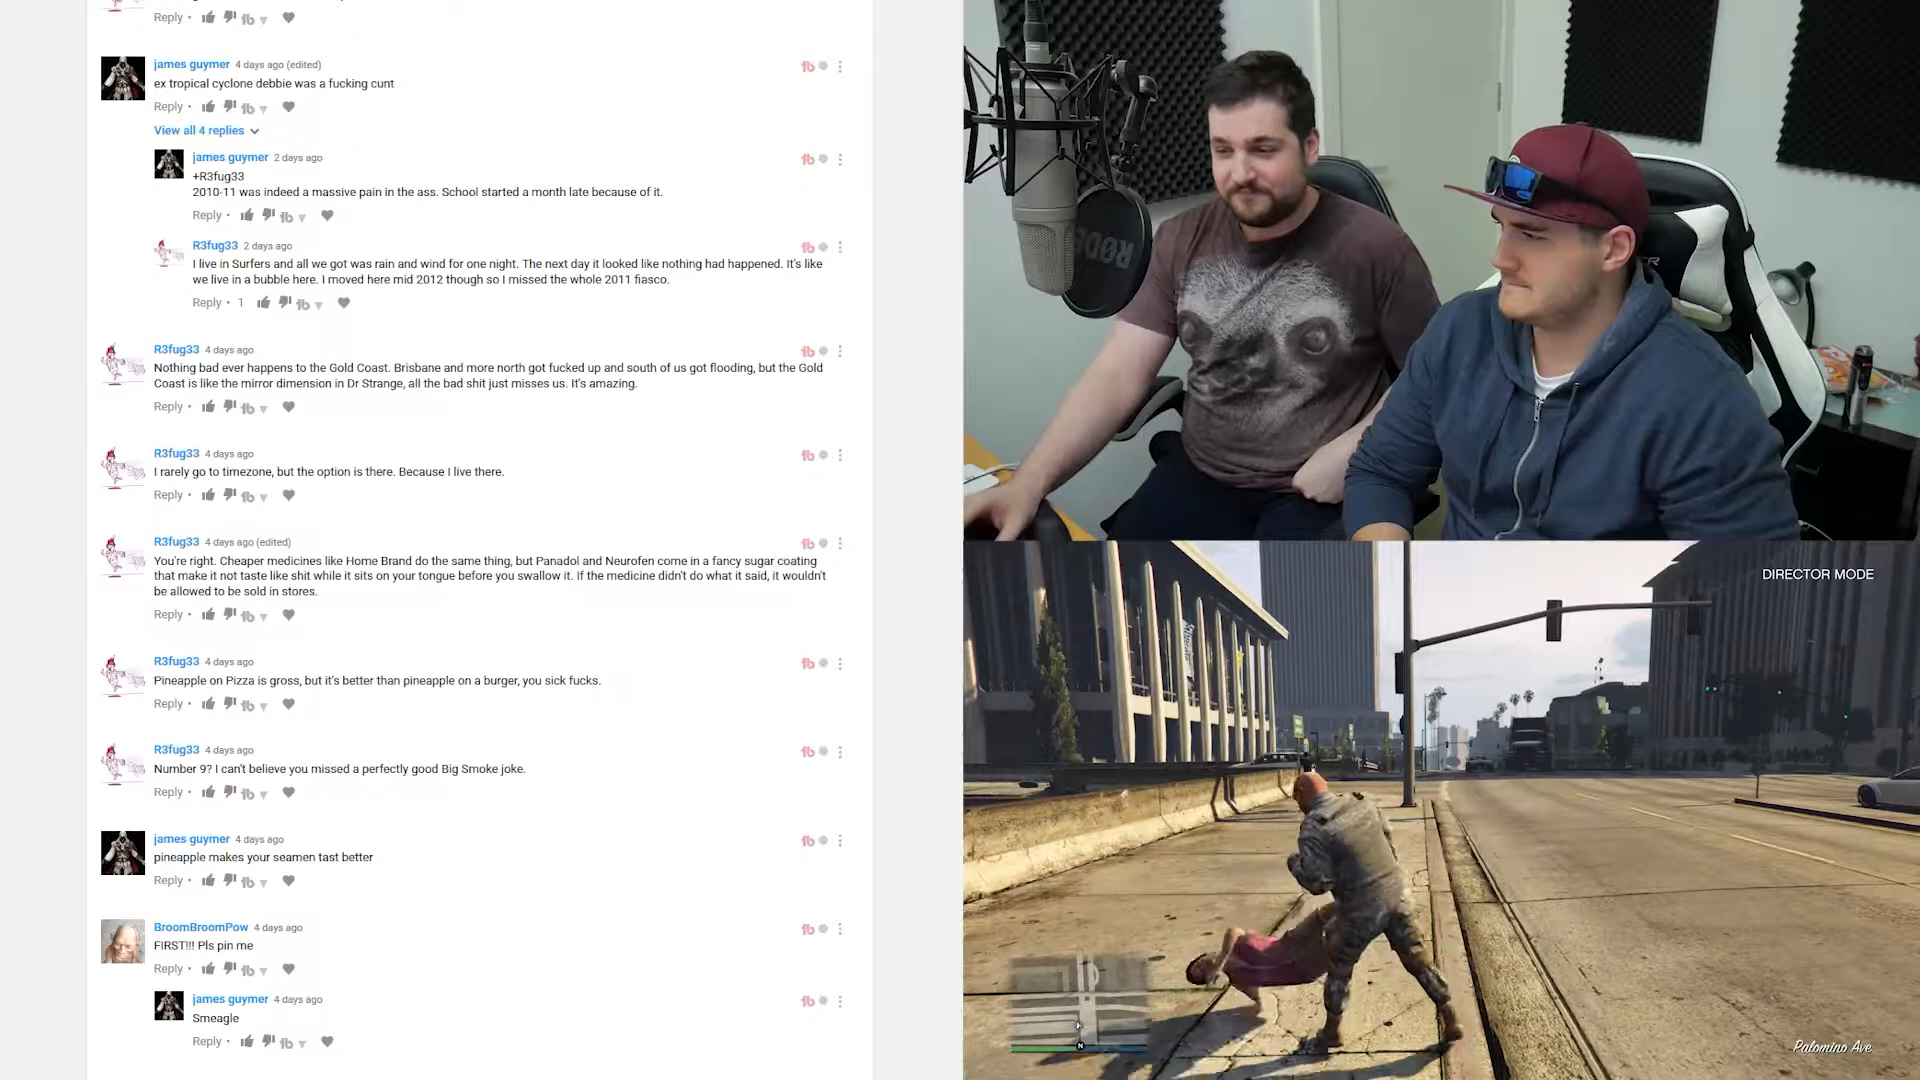 Reply •
james guymer 4 days ago (edited)
ex tropical cyclone debbie was a fucking cunt
Reply •
View all 4 replies
james guymer 2 days ago
+R3fug33
2010-11 was indeed a massive pain in the ass. School started a month late because of it.
Reply •
R3fug33 2 days ago
I live in Surfers and all we got was rain and wind for one night. The next day it looked like nothing had happened. It's like
we live in a bubble here. I moved here mid 2012 though so I missed the whole 2011 fiasco.
Reply • 1
R3fug33 4 days ago
Nothing bad ever happens to the Gold Coast. Brisbane and more north got fucked up and south of us got flooding, but the Gold
Coast is like the mirror dimension in Dr Strange, all the bad shit just misses us. It's amazing.
Reply •
R3fug33 4 days ago
I rarely go to timezone, but the option is there. Because I live there.
Reply •
R3fug33 4 days ago (edited)
You're right. Cheaper medicines like Home Brand do the same thing, but Panadol and Neurofen come in a fancy sugar coating
that make it not taste like shit while it sits on your tongue before you swallow it. If the medicine didn't do what it said, it wouldn't
be allowed to be sold in stores.
Reply •
R3fug33 4 days ago
Pineapple on Pizza is gross, but it's better than pineapple on a burger, you sick fucks.
Reply •
R3fug33 4 days ago
Number 9? I can't believe you missed a perfectly good Big Smoke joke.
Reply •
james guymer 4 days ago
pineapple makes your seamen tast better
Reply •
BroomBroomPow 4 days ago
FIRST!!! Pls pin me
Reply •
james guymer 4 days ago
Smeagle
Reply •
RØDE
DIRECTOR MODE
N
Palomino Ave